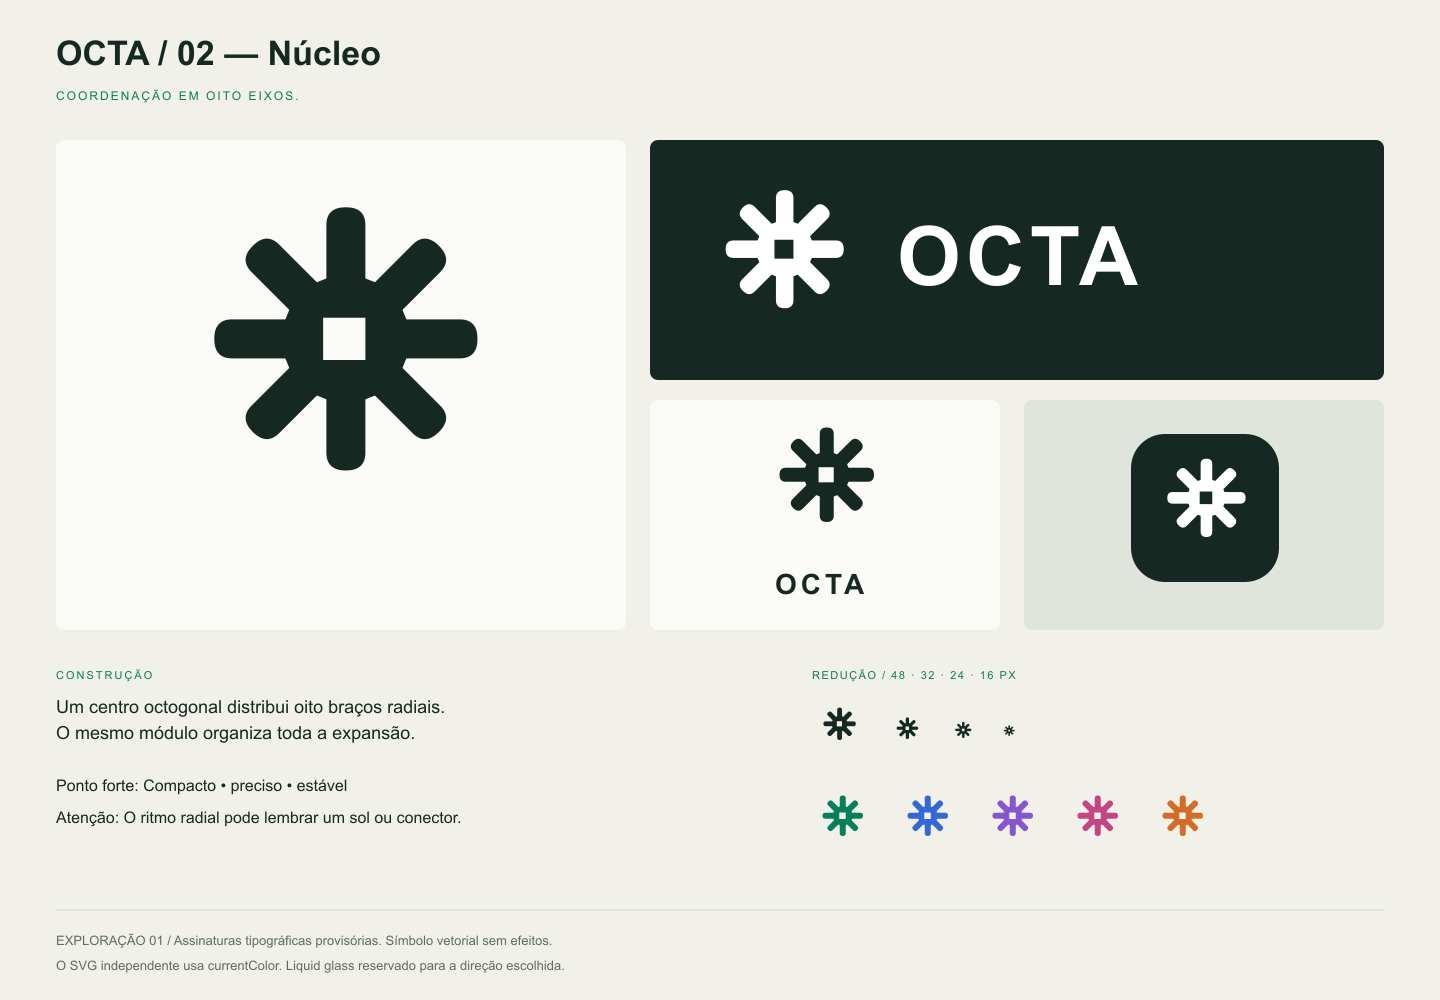 OCTA / 02 — Núcleo
COORDENAÇÃO EM OITO EIXOS.
OCTA
OCTA
CONSTRUÇÃO
Um centro octogonal distribui oito braços radiais.
O mesmo módulo organiza toda a expansão.
Ponto forte: Compacto • preciso • estável
Atenção: O ritmo radial pode lembrar um sol ou conector.
REDUÇÃO / 48 · 32 · 24 · 16 PX
EXPLORAÇÃO 01 / Assinaturas tipográficas provisórias. Símbolo vetorial sem efeitos.
O SVG independente usa currentColor. Liquid glass reservado para a direção escolhida.